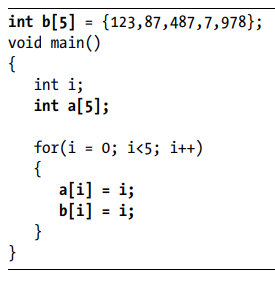 int b[5] = {123,87,487,7,978};
void main()
{
    int i;
    int a[5];

    for(i = 0; i<5; i++)
    {
        a[i] = i;
        b[i] = i;
    }
}